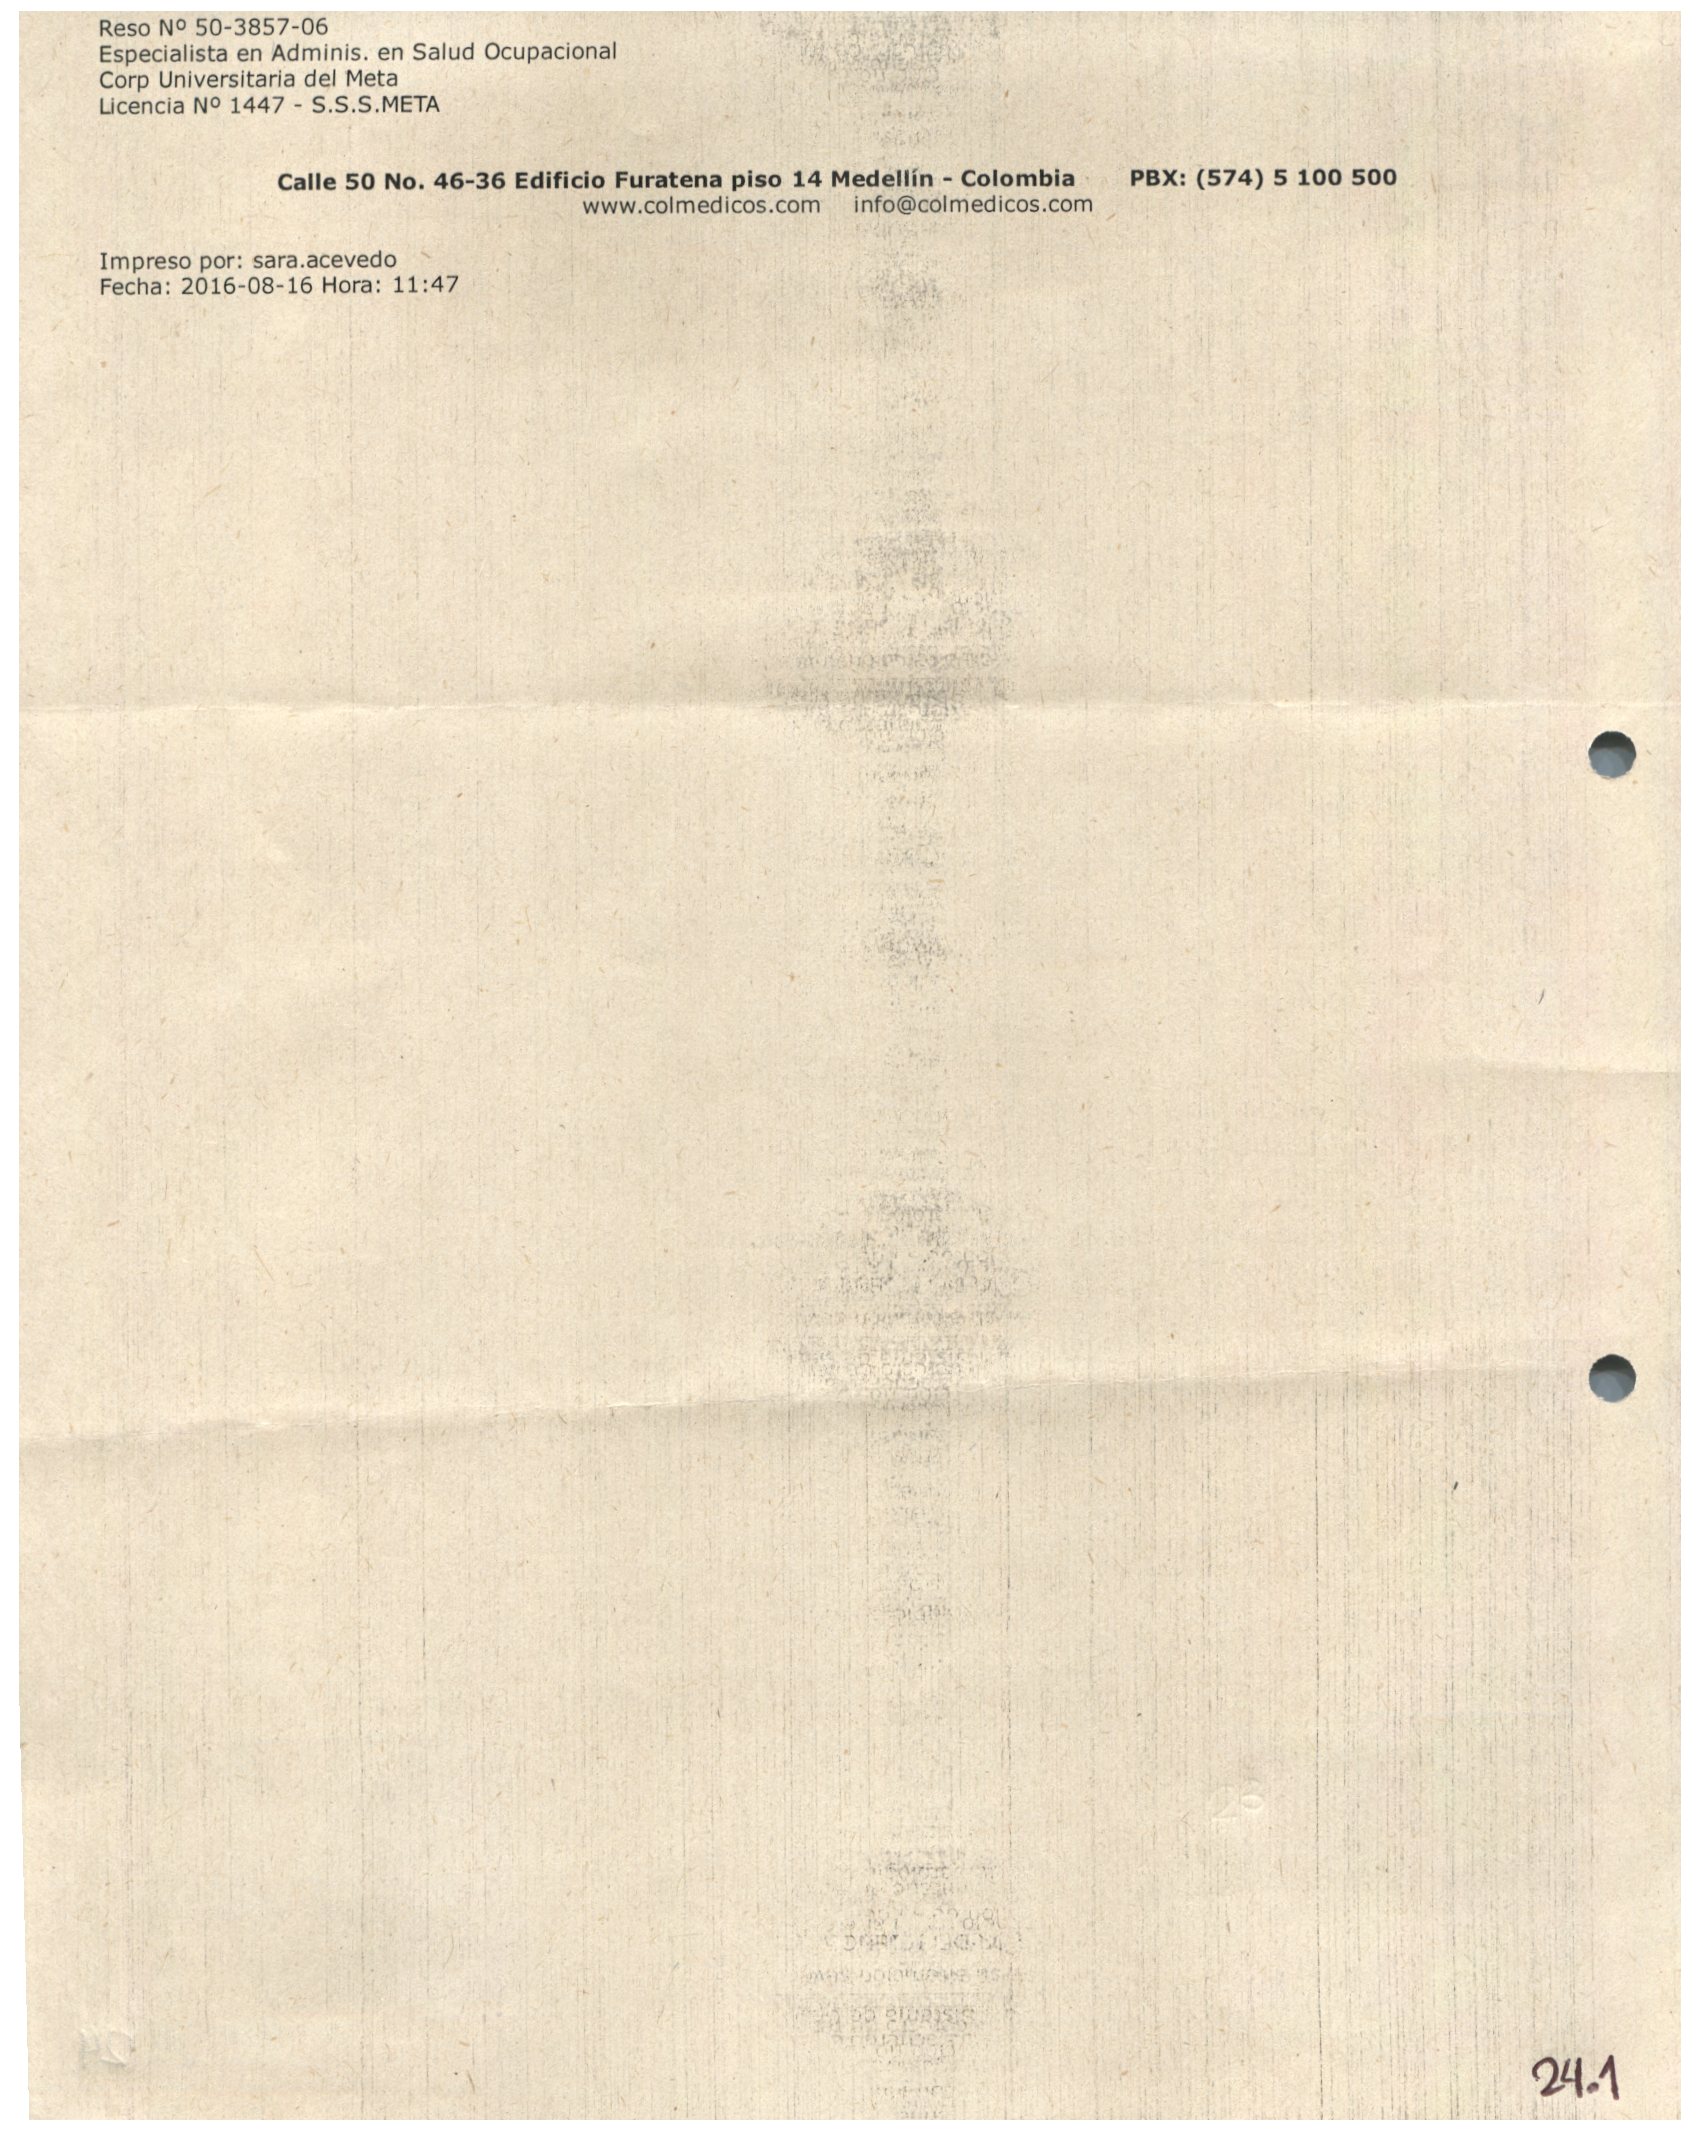 Reso Nº 50-3857-06
Especialista en Adminis. en Salud Ocupacional
Corp Universitaria del Meta
Licencia Nº 1447 - S.S.S.META
Calle 50 No. 46-36 Edificio Furatena piso 14 Medellín - Colombia PBX: (574) 5 100 500
www.colmedicos.com info@colmedicos.com
Impreso por: sara.acevedo
Fecha: 2016-08-16 Hora: 11:47
24.1